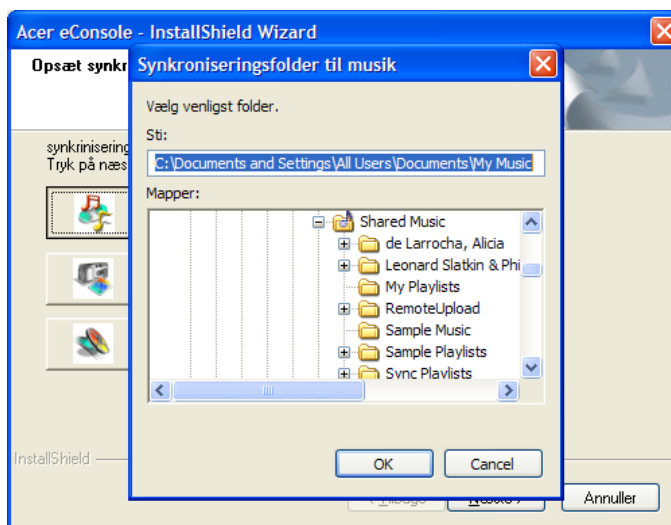 Acer eConsole - InstallShield Wizard
Opsæt synkr
synkrinisering
Tryk på næs
Synkroniseringsfolder til musik
Vælg venligst folder.
Sti:
C:\Documents and Settings\All Users\Documents\My Music
Mapper:
Shared Music
de Larrocha, Alicia
Leonard Slatkin & Phi
My Playlists
RemoteUpload
Sample Music
Sample Playlists
Sync Playlists
OK Cancel
InstallShield
Annuller